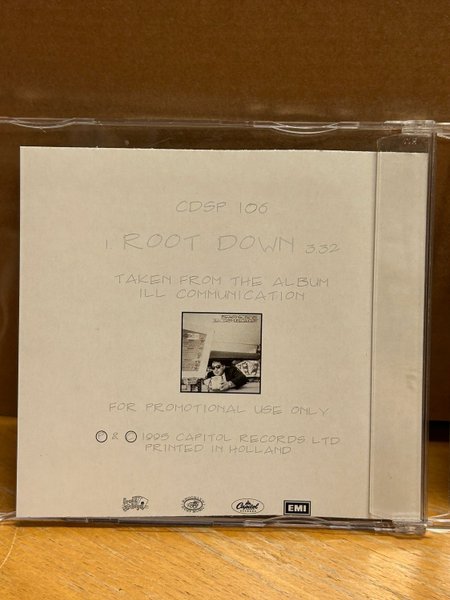 CDSP 106
1. ROOT DOWN 3.32
TAKEN FROM THE ALBUM
ILL COMMUNICATION
FOR PROMOTIONAL USE ONLY
Ⓟ & © 1995 CAPITOL RECORDS LTD
PRINTED IN HOLLAND
Capitol
EMI